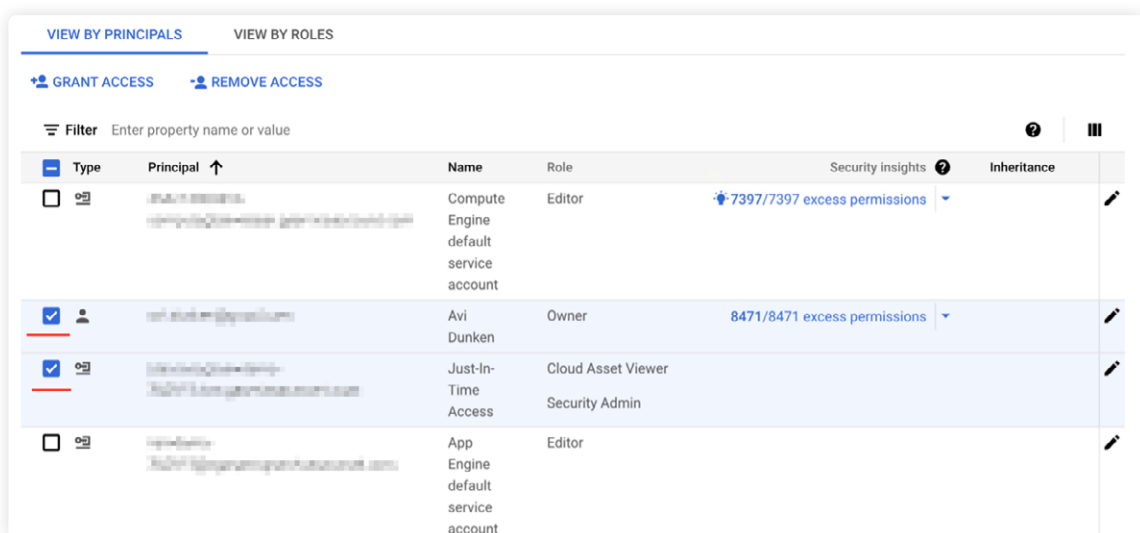 VIEW BY PRINCIPALS VIEW BY ROLES
GRANT ACCESS REMOVE ACCESS
Filter Enter property name or value
Type Principal Name Role Security insights Inheritance
Compute Editor 7397/7397 excess permissions
Engine
default
service
account
Avi Owner 8471/8471 excess permissions
Dunken
Just-In- Cloud Asset Viewer
Time
Access Security Admin
App Editor
Engine
default
service
account